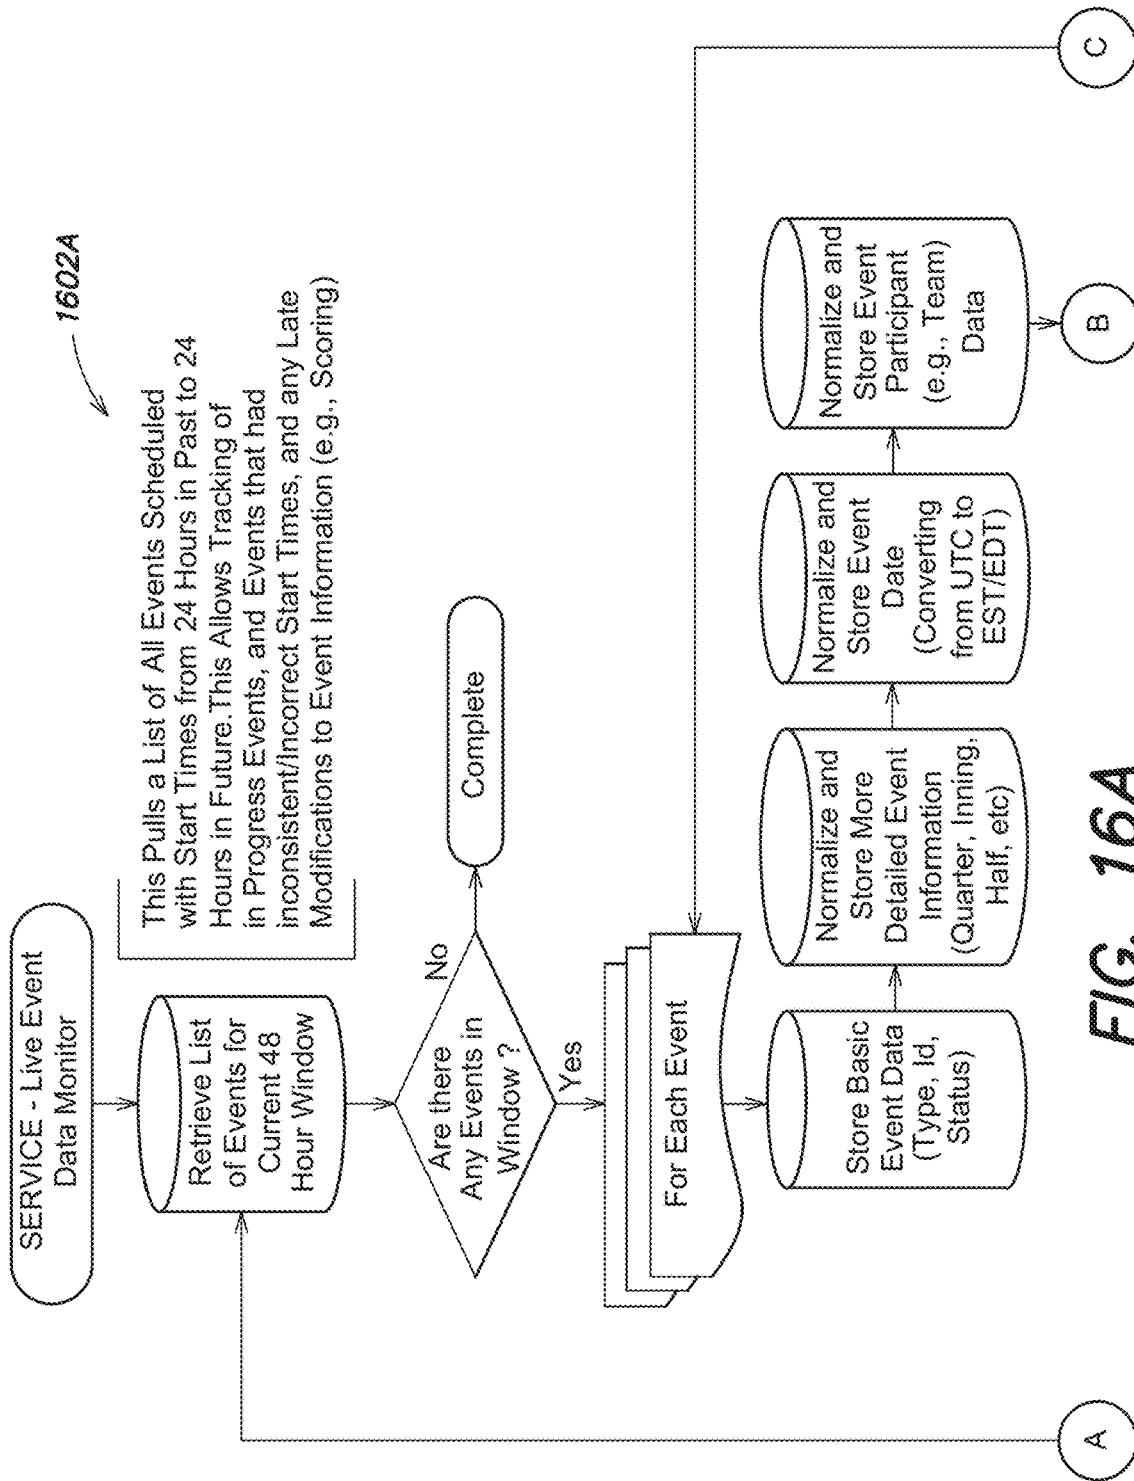 1602A
SERVICE - Live Event
Data Monitor
This Pulls a List of All Events Scheduled
with Start Times from 24 Hours in Past to 24
Hours in Future.This Allows Tracking of
in Progress Events, and Events that had
inconsistent/Incorrect Start Times, and any Late
Modifications to Event Information (e.g., Scoring)
Retrieve List
of Events for
Current 48
Hour Window
Are there
Any Events in
Window ?
No
Complete
Yes
For Each Event
Store Basic
Event Data
(Type, Id,
Status)
Normalize and
Store More
Detailed Event
Information
(Quarter, Inning,
Half, etc)
Normalize and
Store Event
Date
(Converting
from UTC to
EST/EDT)
Normalize and
Store Event
Participant
(e.g., Team)
Data
A
B
C
FIG. 16A